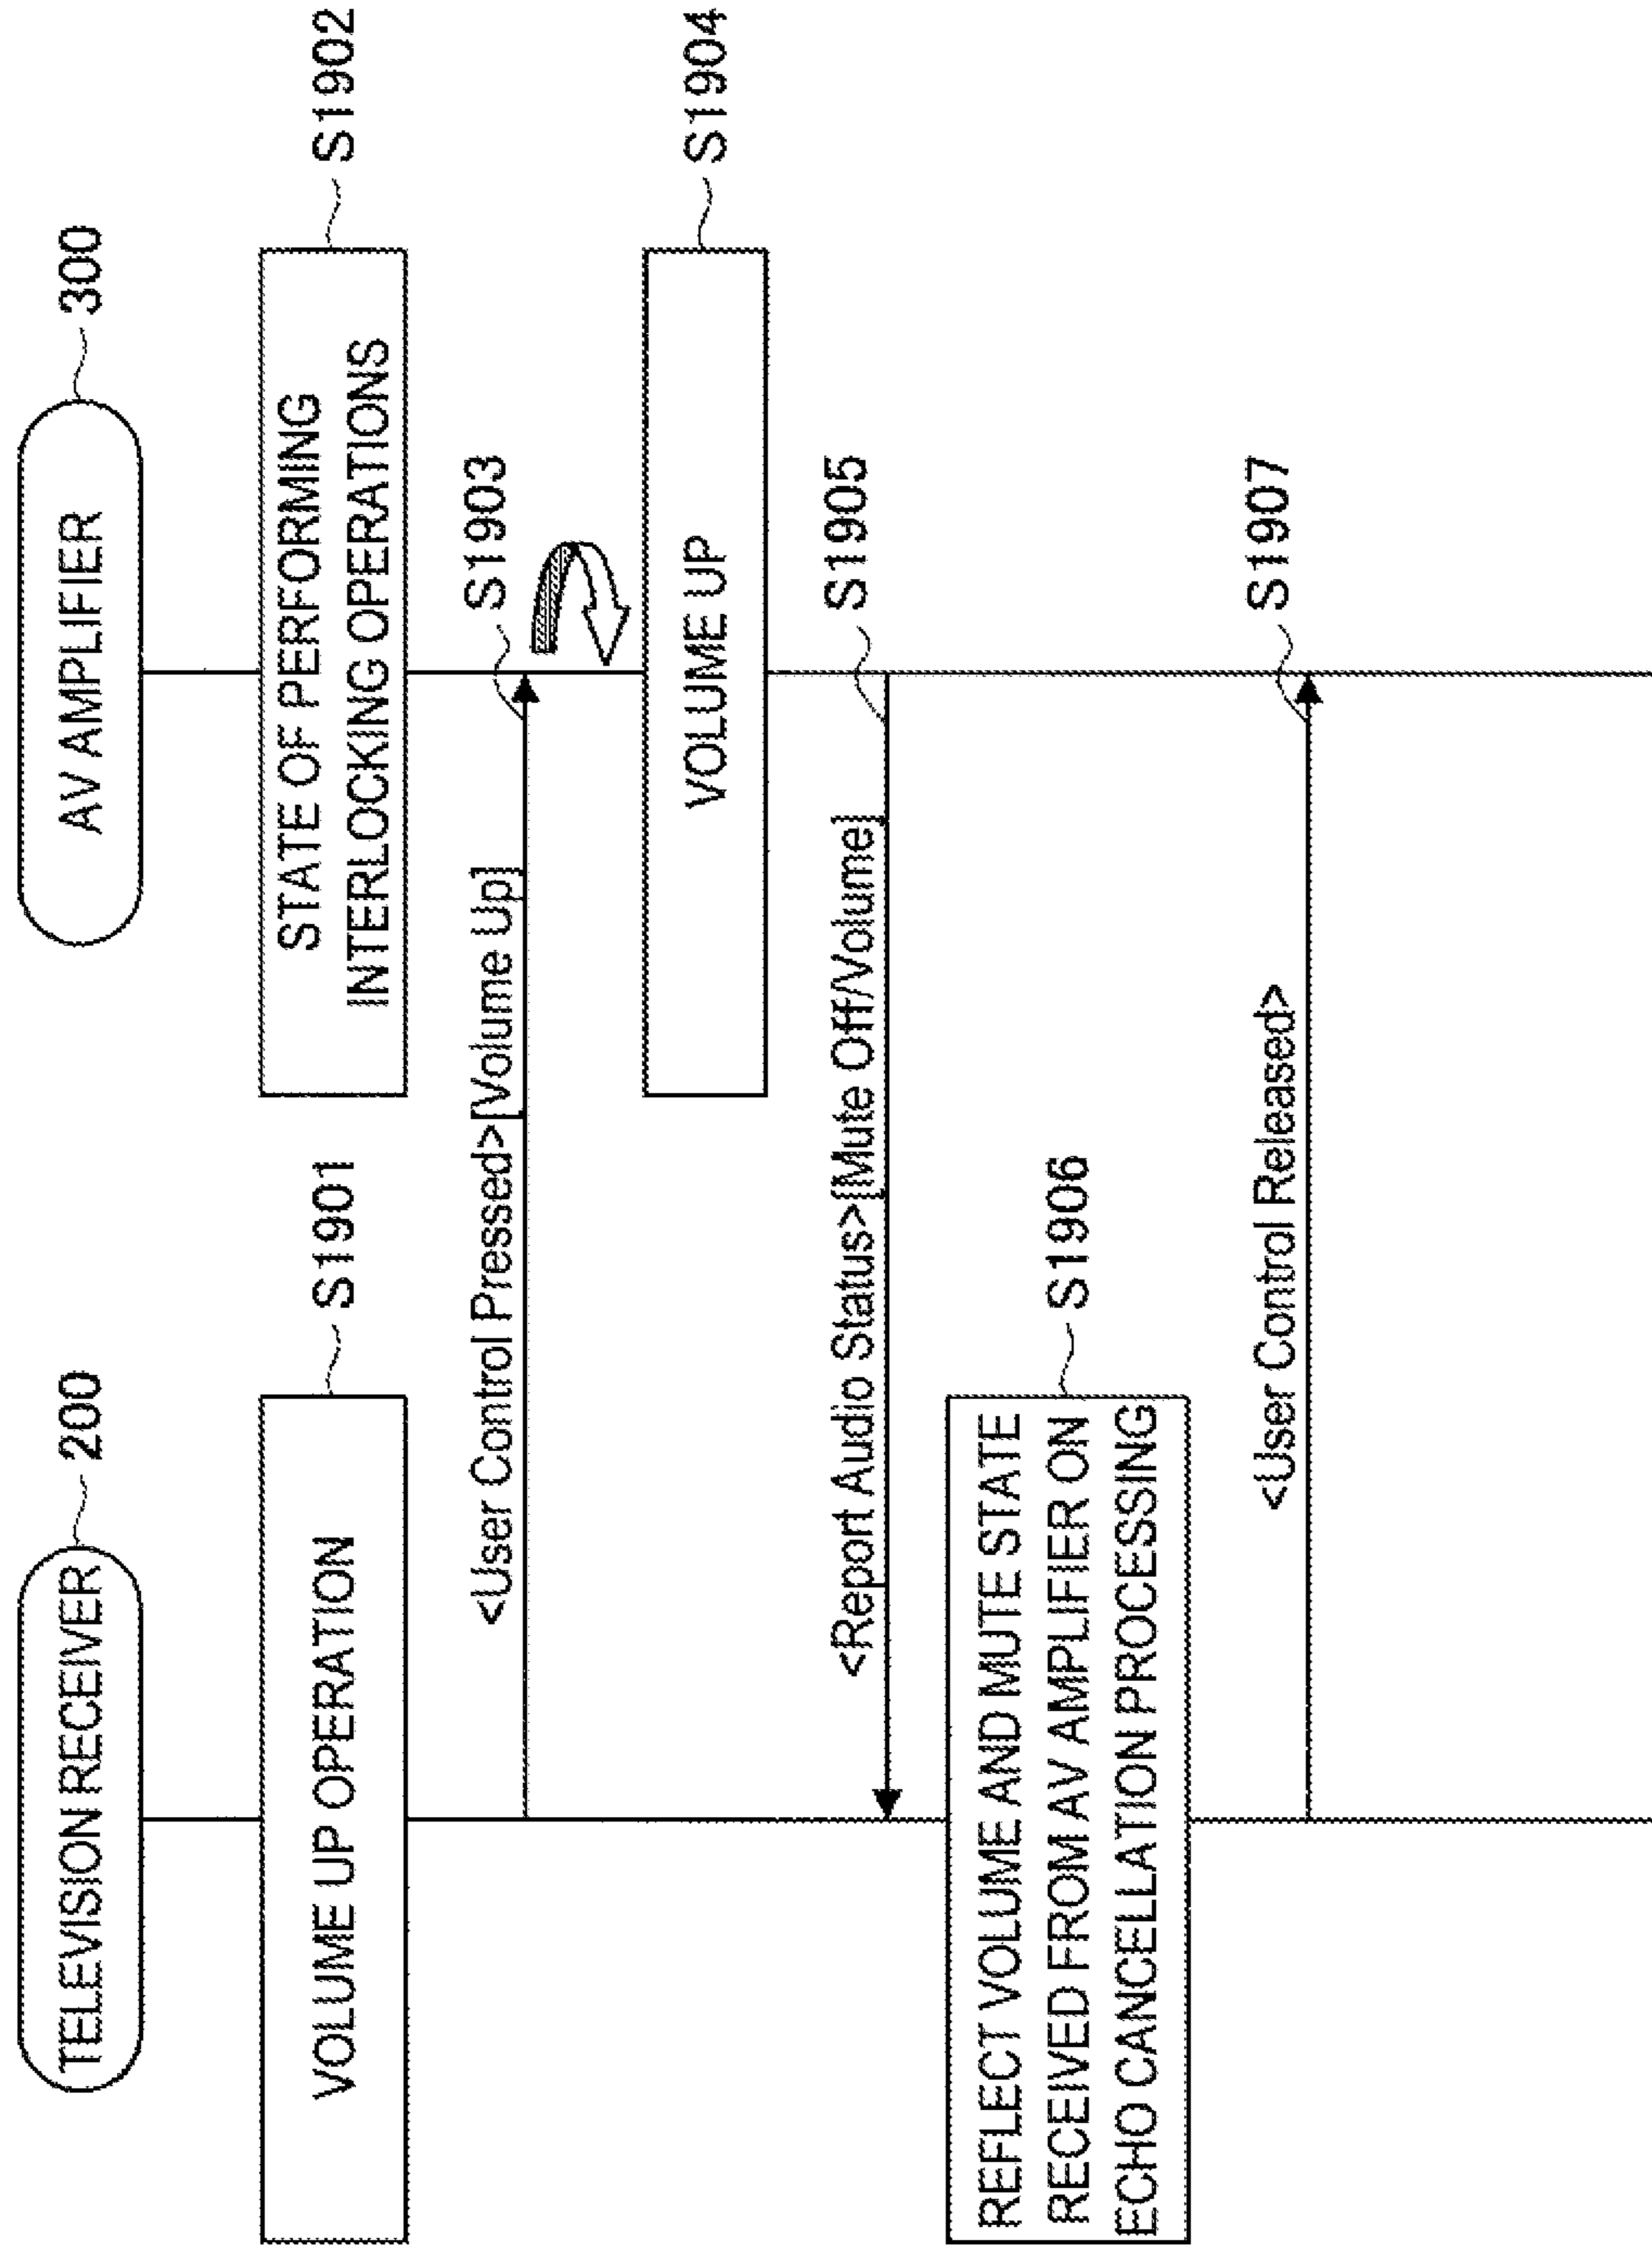 TELEVISION RECEIVER
200
AV AMPLIFIER
300
VOLUME UP OPERATION
S1901
STATE OF PERFORMING
INTERLOCKING OPERATIONS
S1902
<User Control Pressed>[Volume Up]
S1903
VOLUME UP
S1904
<Report Audio Status>[Mute Off/Volume]
S1905
REFLECT VOLUME AND MUTE STATE
RECEIVED FROM AV AMPLIFIER ON
ECHO CANCELLATION PROCESSING
S1906
<User Control Released>
S1907